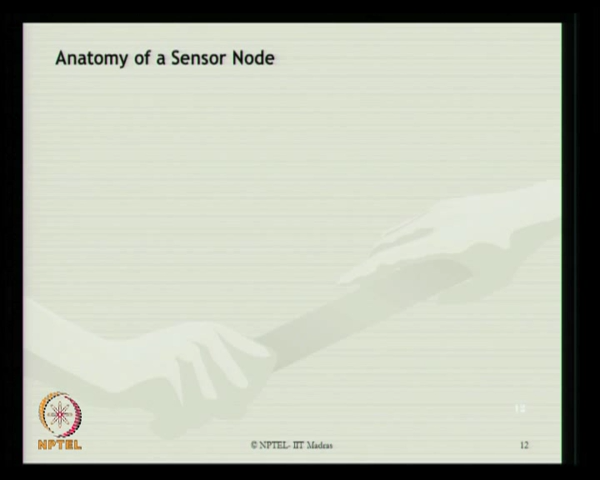 Anatomy of a Sensor Node
12
NPTEL
© NPTEL- IIT Madras
12